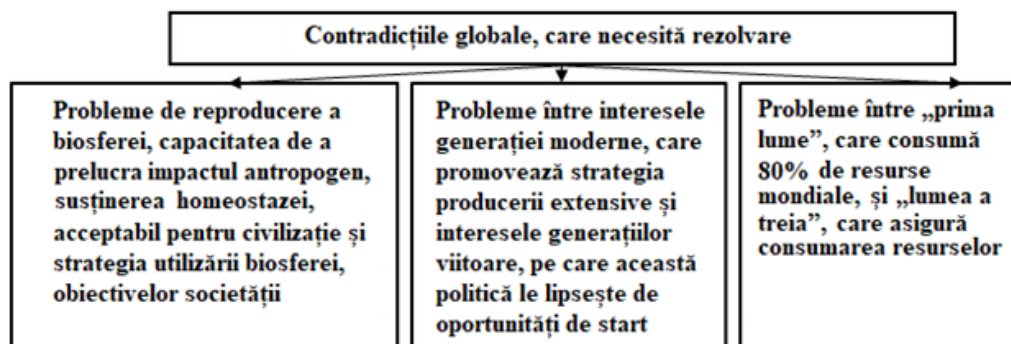 Contradicțiile globale, care necesită rezolvare
Probleme de reproducere a
biosferei, capacitatea de a
prelucra impactul antropogen,
susținerea homeostazei,
acceptabil pentru civilizație și
strategia utilizării biosferei,
obiectivelor societății
Probleme între interesele
generației moderne, care
promovează strategia
producerii extensive și
interesele generațiilor
viitoare, pe care această
politică le lipsește de
oportunități de start
Probleme între „prima
lume”, care consumă
80% de resurse
mondiale, și „lumea a
treia”, care asigură
consumarea resurselor